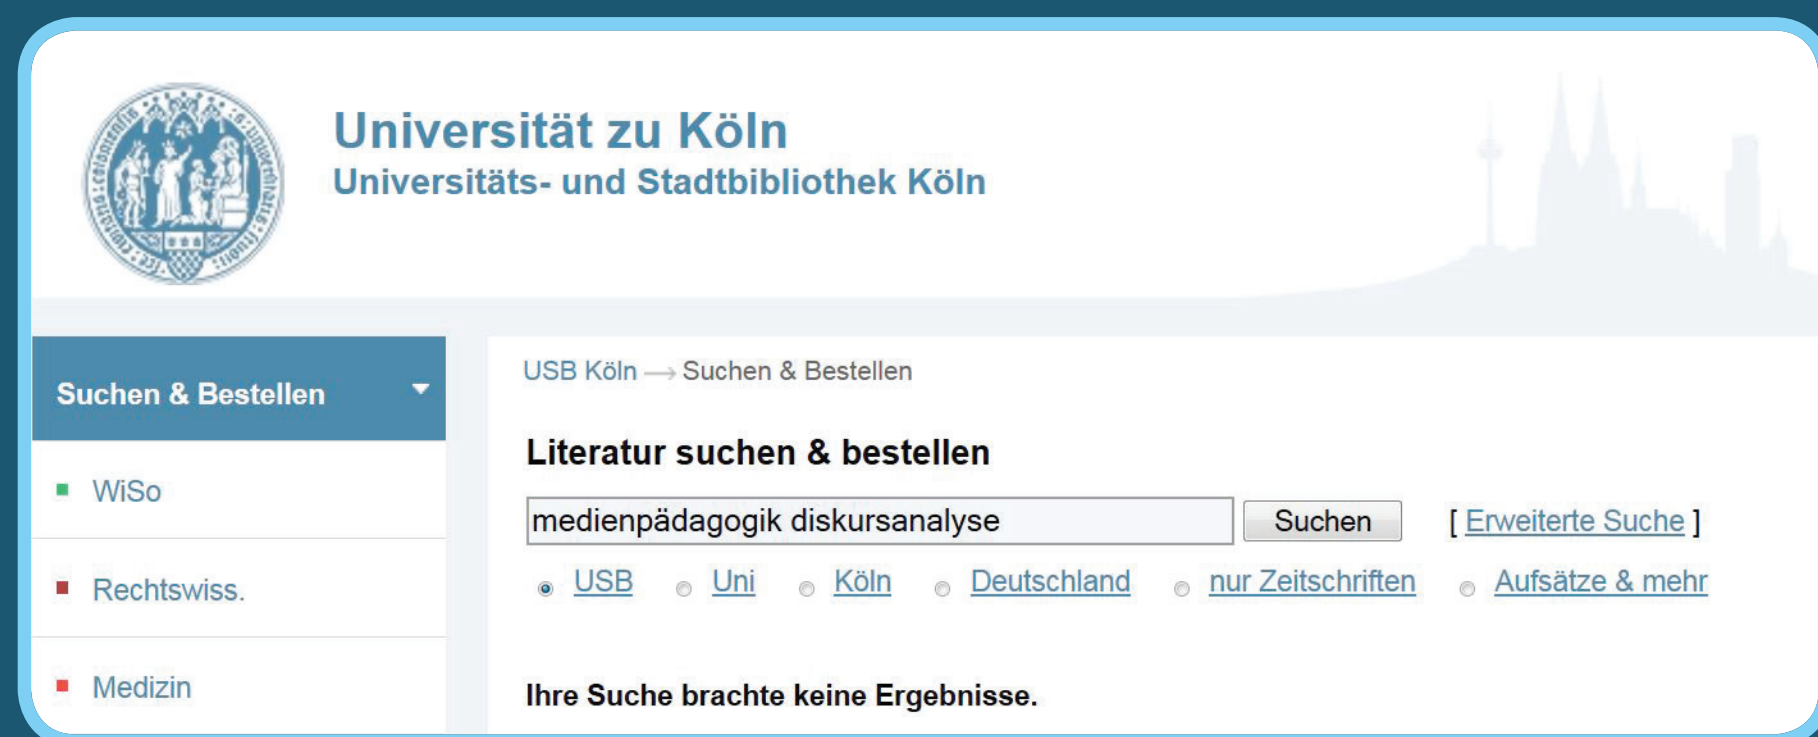 Universität zu Köln
Universitäts- und Stadtbibliothek Köln
Suchen & Bestellen
WiSo
Rechtswiss.
Medizin
USB Köln → Suchen & Bestellen
Literatur suchen & bestellen
medienpädagogik diskursanalyse Suchen [ Erweiterte Suche ]
USB Uni Köln Deutschland nur Zeitschriften Aufsätze & mehr
Ihre Suche brachte keine Ergebnisse.